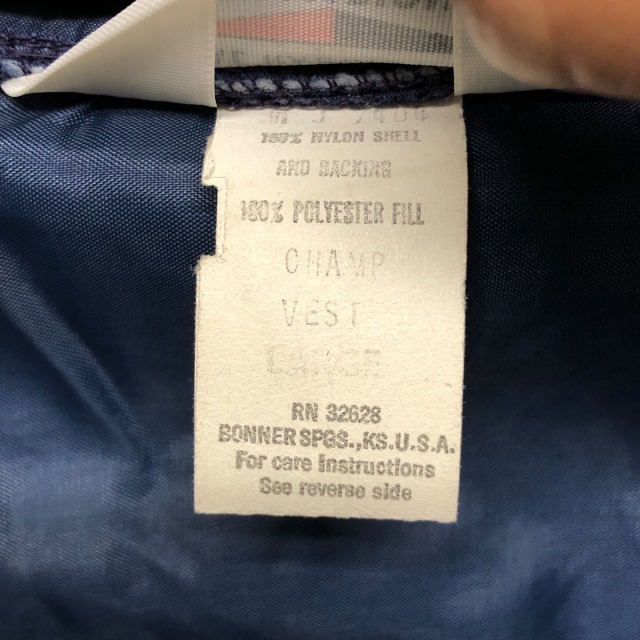 100% NYLON SHELL
AND BACKING
100% POLYESTER FILL
CHAMP
VEST
LARGE
RN 32628
BONNER SPGS., KS. U.S.A.
For care instructions
See reverse side